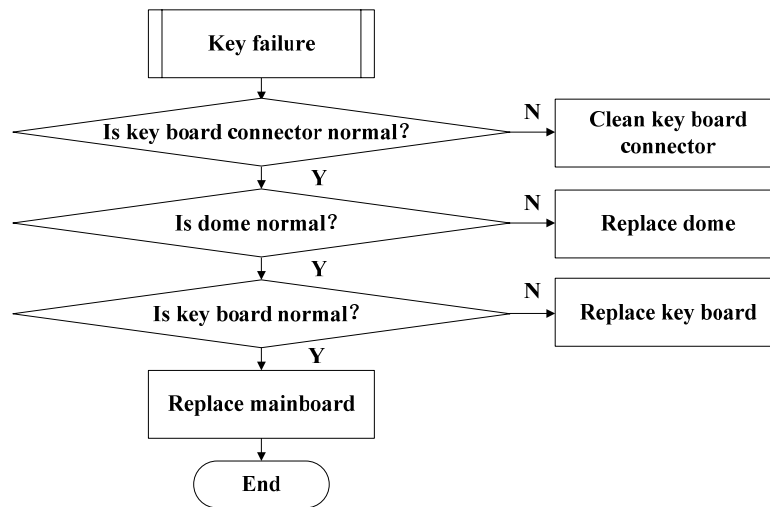 Key failure
Is key board connector normal?
N
Clean key board
connector
Y
Is dome normal?
N
Replace dome
Y
Is key board normal?
N
Replace key board
Y
Replace mainboard
End